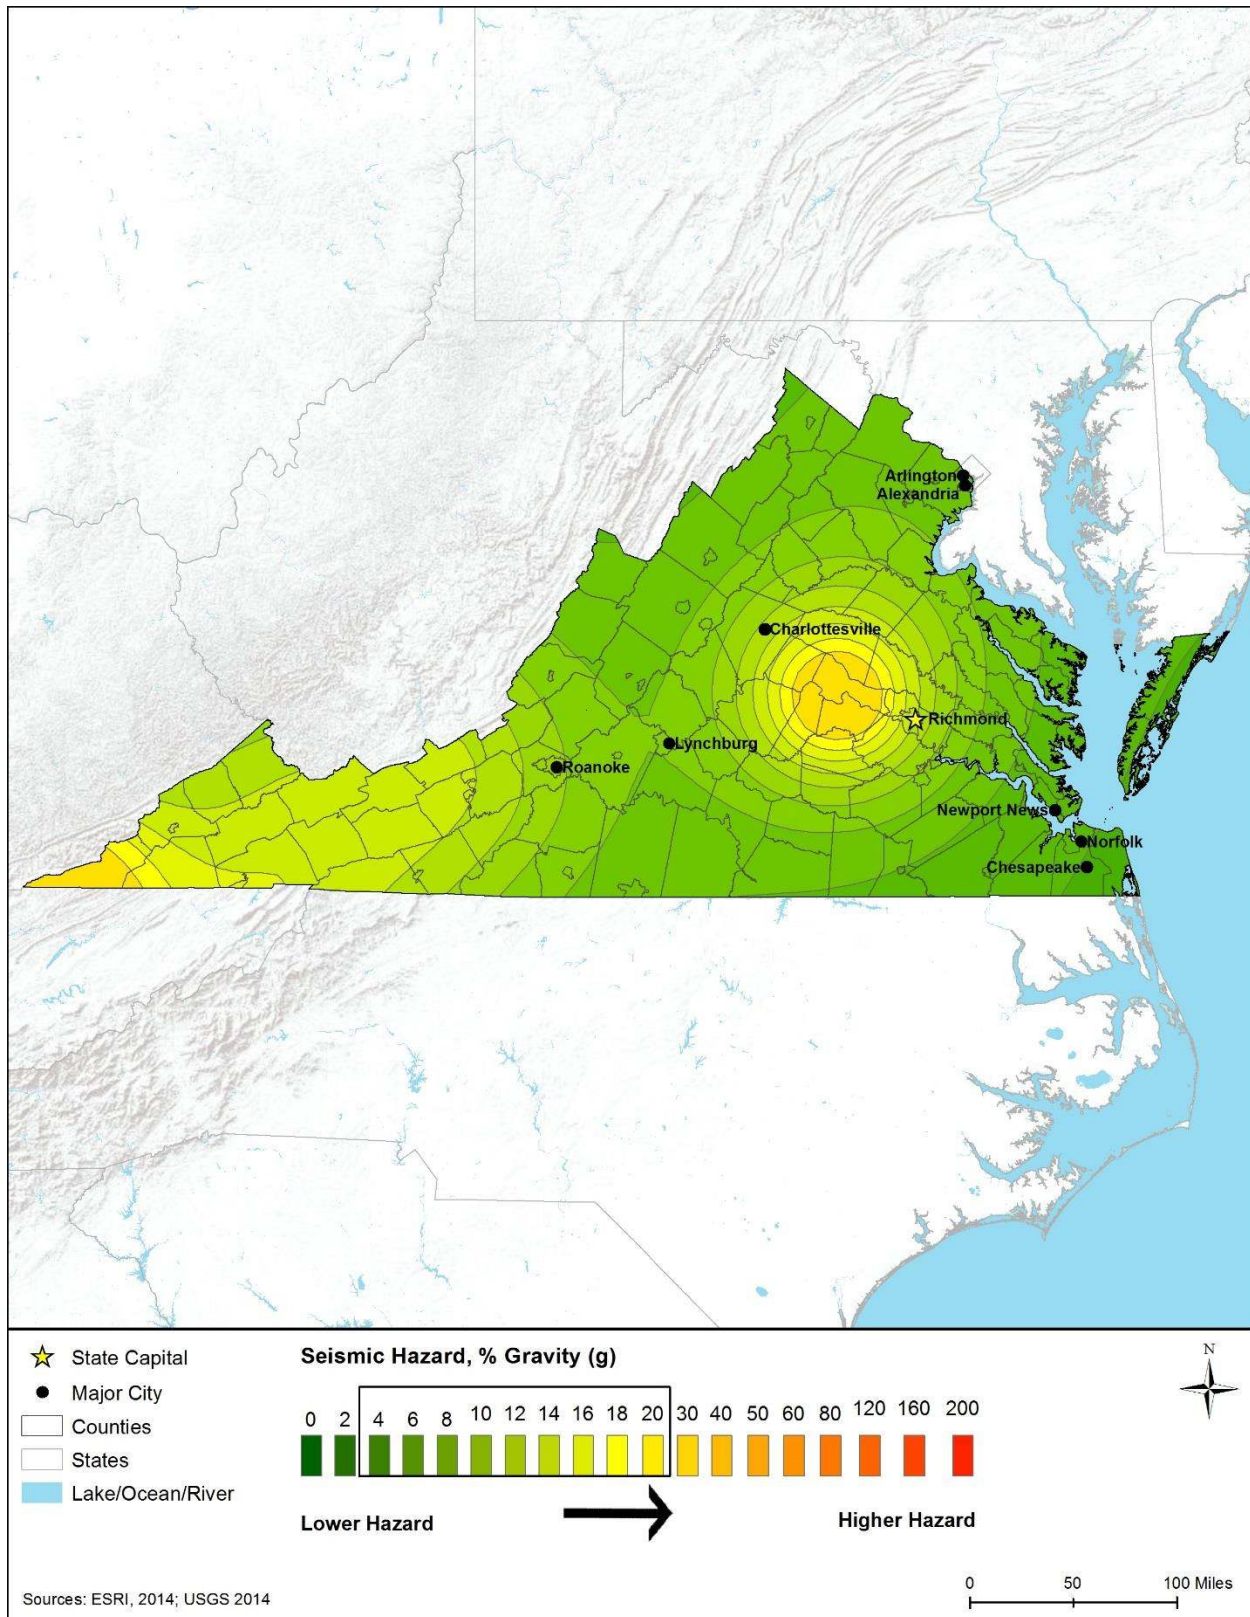 Arlington
Alexandria
Charlottesville
Richmond
Lynchburg
Roanoke
Newport News
Norfolk
Chesapeake
State Capital
Major City
Counties
States
Lake/Ocean/River
Seismic Hazard, % Gravity (g)
0 2 4 6 8 10 12 14 16 18 20 30 40 50 60 80 120 160 200
Lower Hazard
Higher Hazard
N
Sources: ESRI, 2014; USGS 2014
0 50 100 Miles